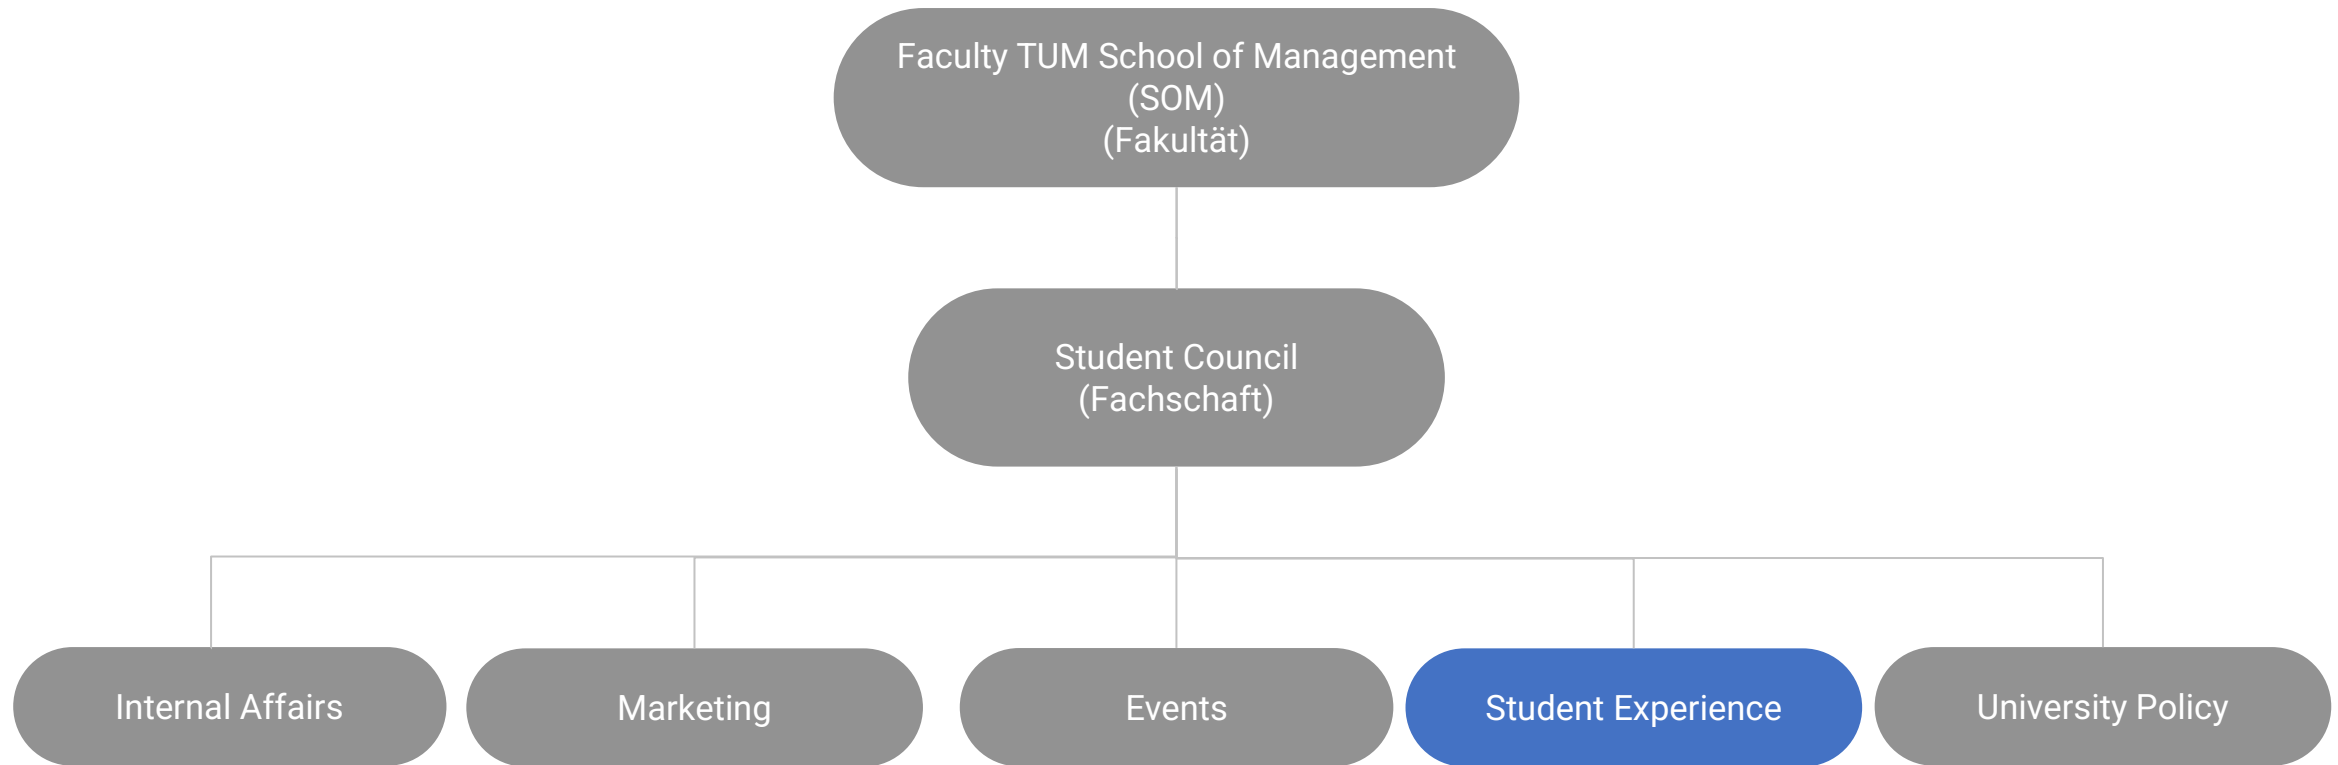 Faculty TUM School of Management
(SOM)
(Fakultät)
Student Council
(Fachschaft)
Internal Affairs
Marketing
Events
Student Experience
University Policy